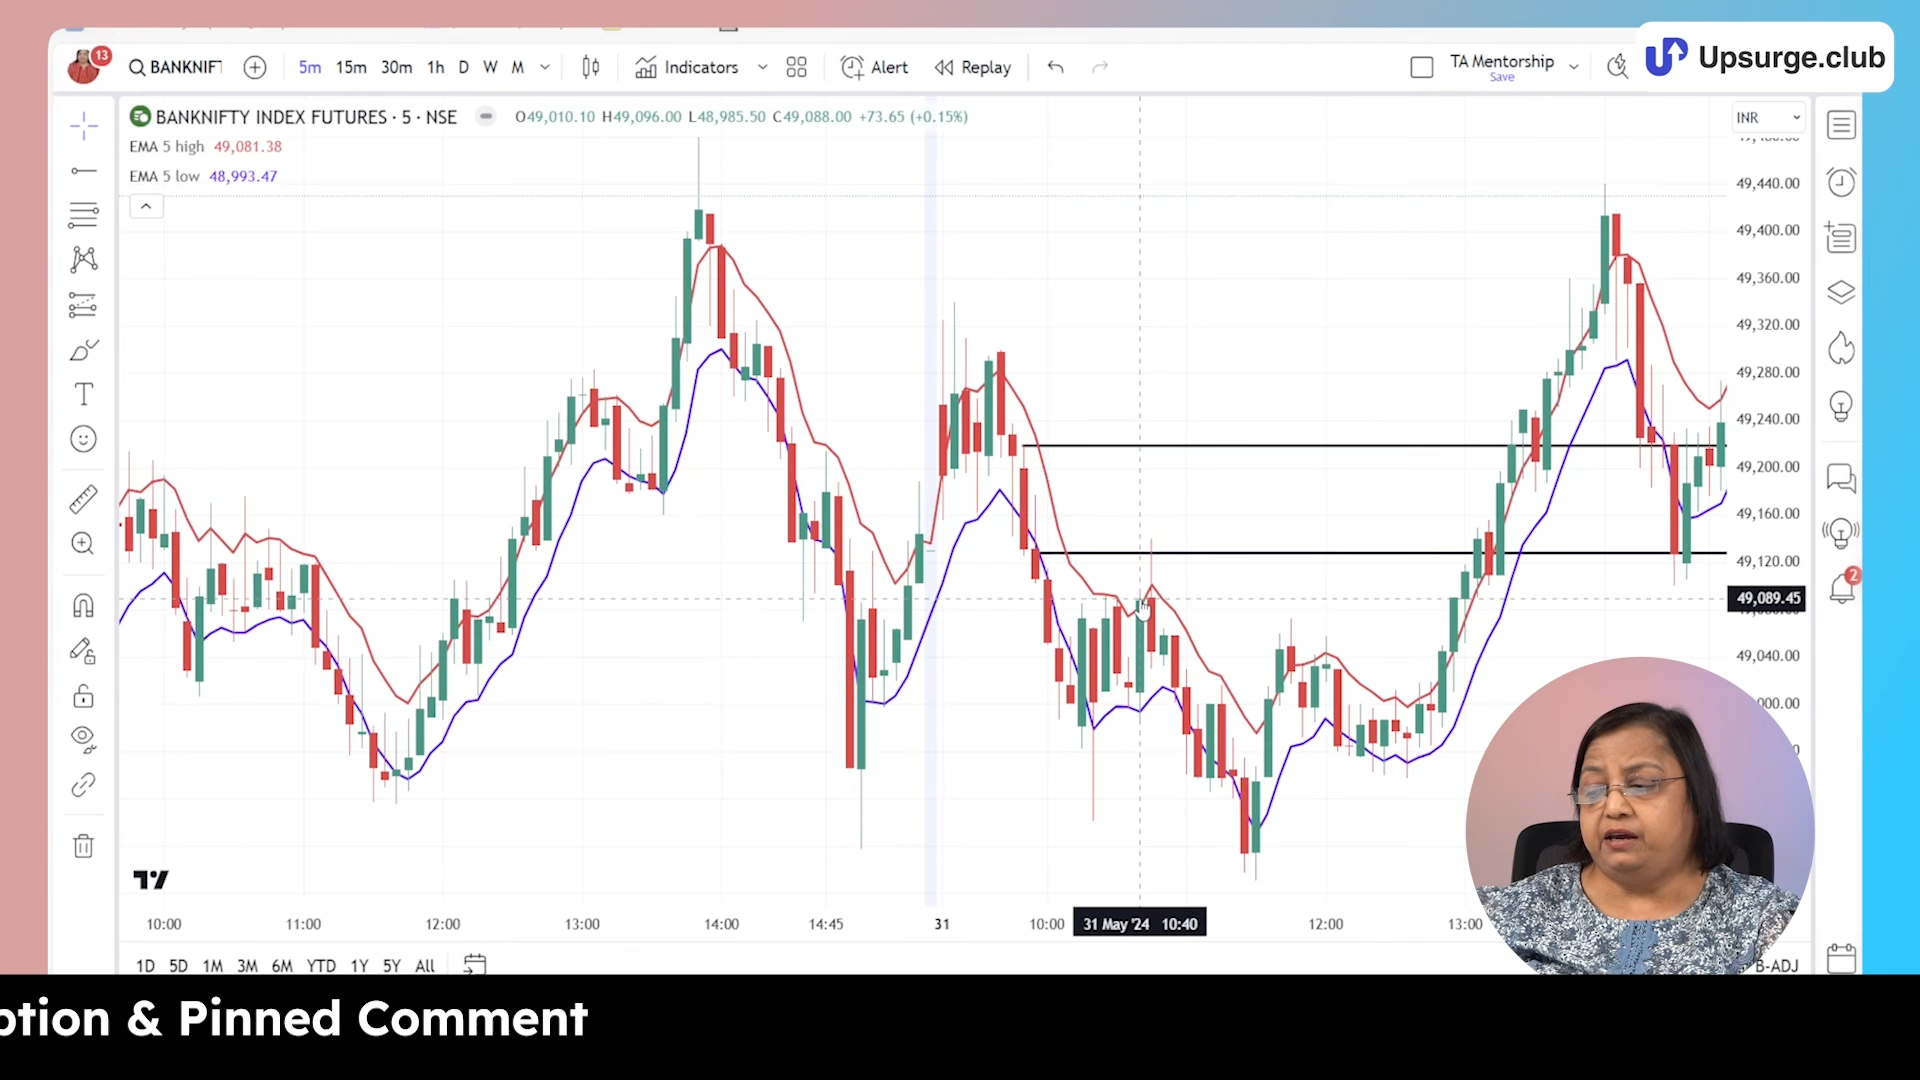 13
BANKNIFT
5m 15m 30m 1h D W M
Indicators
Alert
Replay
TA Mentorship
Save
Upsurge.club
BANKNIFTY INDEX FUTURES · 5 · NSE
O49,010.10 H49,096.00 L48,985.50 C49,088.00 +73.65 (+0.15%)
INR
EMA 5 high 49,081.38
EMA 5 low 48,993.47
49,440.00
49,400.00
49,360.00
49,320.00
49,280.00
49,240.00
49,200.00
49,160.00
49,120.00
2
49,089.45
49,040.00
000.00
10:00 11:00 12:00 13:00 14:00 14:45 31 10:00 31 May '24 10:40 12:00 13:00
1D 5D 1M 3M 6M YTD 1Y 5Y All
B-ADJ
ption & Pinned Comment